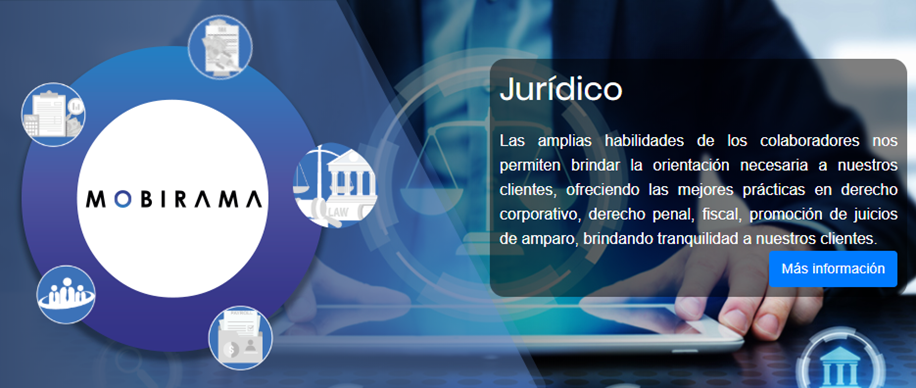 MOBIRAMA
LAW
PAYROLL
Jurídico
Las amplias habilidades de los colaboradores nos
permiten brindar la orientación necesaria a nuestros
clientes, ofreciendo las mejores prácticas en derecho
corporativo, derecho penal, fiscal, promoción de juicios
de amparo, brindando tranquilidad a nuestros clientes.
Más información